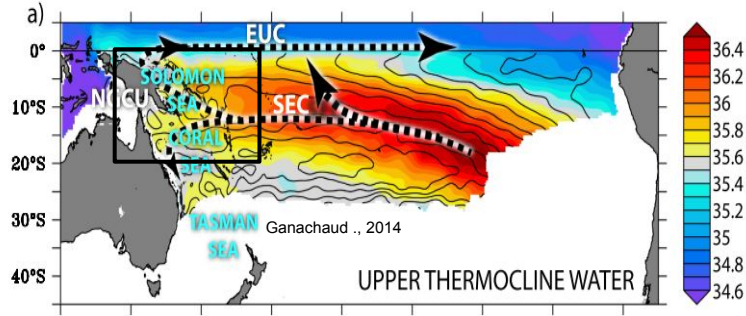 a)
EUC
0°
SOLOMON
SEA
NGCU
SEC
10°S
CORAL
SEA
20°S
30°S
TASMAN
SEA
Ganachaud ., 2014
40°S
UPPER THERMOCLINE WATER
36.4
36.2
36
35.8
35.6
35.4
35.2
35
34.8
34.6